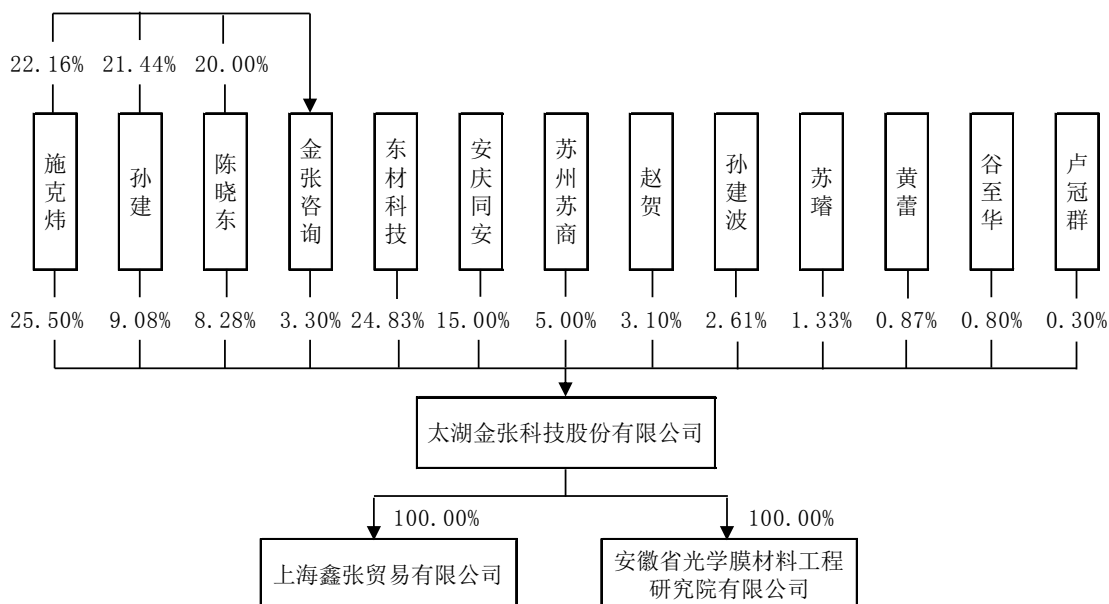 22.16% 21.44% 20.00%
施克炜
孙建
陈晓东
金张咨询
东材科技
安庆同安
苏州苏商
赵贺
孙建波
苏璿
黄蕾
谷至华
卢冠群
25.50% 9.08% 8.28% 3.30% 24.83% 15.00% 5.00% 3.10% 2.61% 1.33% 0.87% 0.80% 0.30%
太湖金张科技股份有限公司
100.00% 100.00%
上海鑫张贸易有限公司
安徽省光学膜材料工程
研究院有限公司